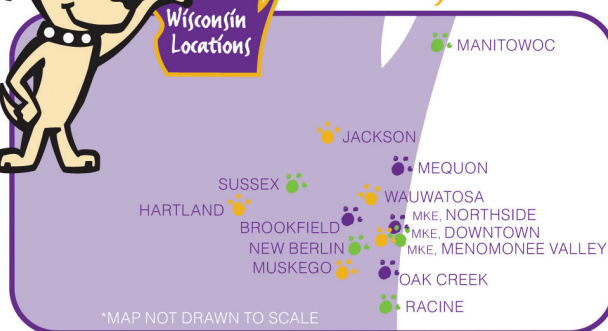 Wisconsin
Locations
MANITOWOC
JACKSON
MEQUON
SUSSEX
WAUWATOSA
HARTLAND
MKE, NORTHSIDE
BROOKFIELD
MKE, DOWNTOWN
NEW BERLIN
MKE, MENOMONEE VALLEY
MUSKEGO
OAK CREEK
RACINE
*MAP NOT DRAWN TO SCALE